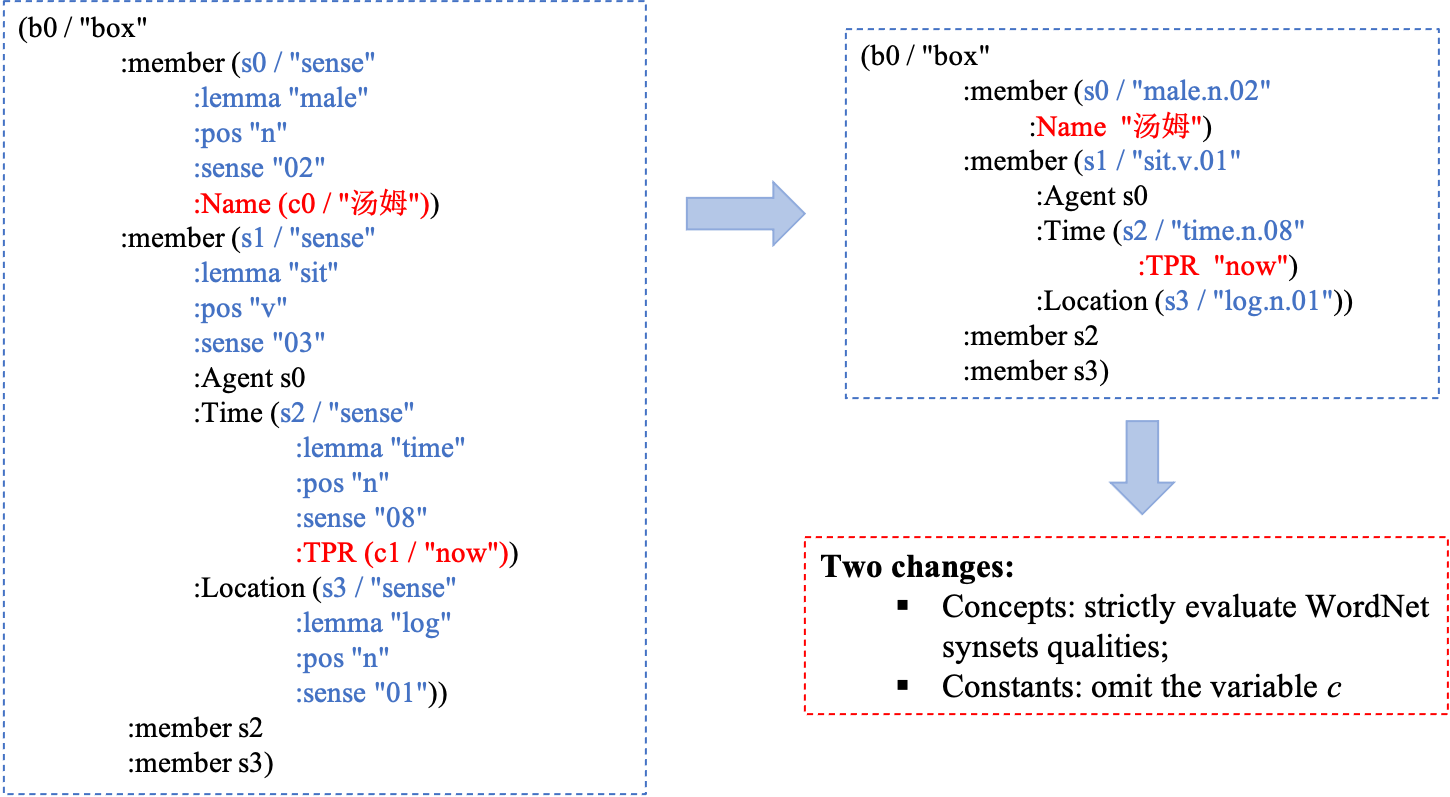 (b0 / "box"
:member (s0 / "sense"
:lemma "male"
:pos "n"
:sense "02"
:Name (c0 / "汤姆"))
:member (s1 / "sense"
:lemma "sit"
:pos "v"
:sense "03"
:Agent s0
:Time (s2 / "sense"
:lemma "time"
:pos "n"
:sense "08"
:TPR (c1 / "now"))
:Location (s3 / "sense"
:lemma "log"
:pos "n"
:sense "01"))
:member s2
:member s3)
(b0 / "box"
:member (s0 / "male.n.02"
:Name "汤姆")
:member (s1 / "sit.v.01"
:Agent s0
:Time (s2 / "time.n.08"
:TPR "now")
:Location (s3 / "log.n.01"))
:member s2
:member s3)
Two changes:
▪ Concepts: strictly evaluate WordNet
synsets qualities;
▪ Constants: omit the variable c